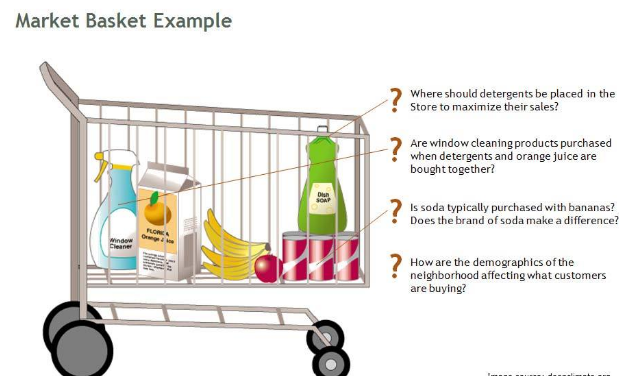 Market Basket Example
Where should detergents be placed in the
Store to maximize their sales?
Are window cleaning products purchased
when detergents and orange juice are
bought together?
Is soda typically purchased with bananas?
Does the brand of soda make a difference?
How are the demographics of the
neighborhood affecting what customers
are buying?
?
?
?
?
Window
Cleaner
FLORIDA
Orange Juice
Dish
SOAP